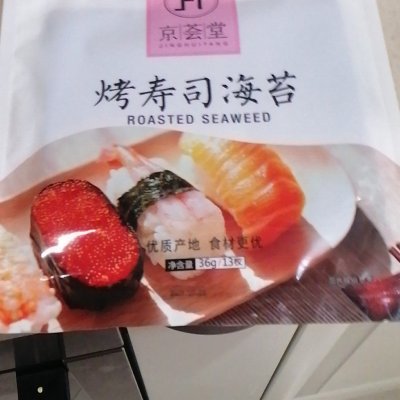 京荟堂
JINGHUITANG
烤寿司海苔
ROASTED SEAWEED
优质产地 食材更优
净含量 36g/13枚